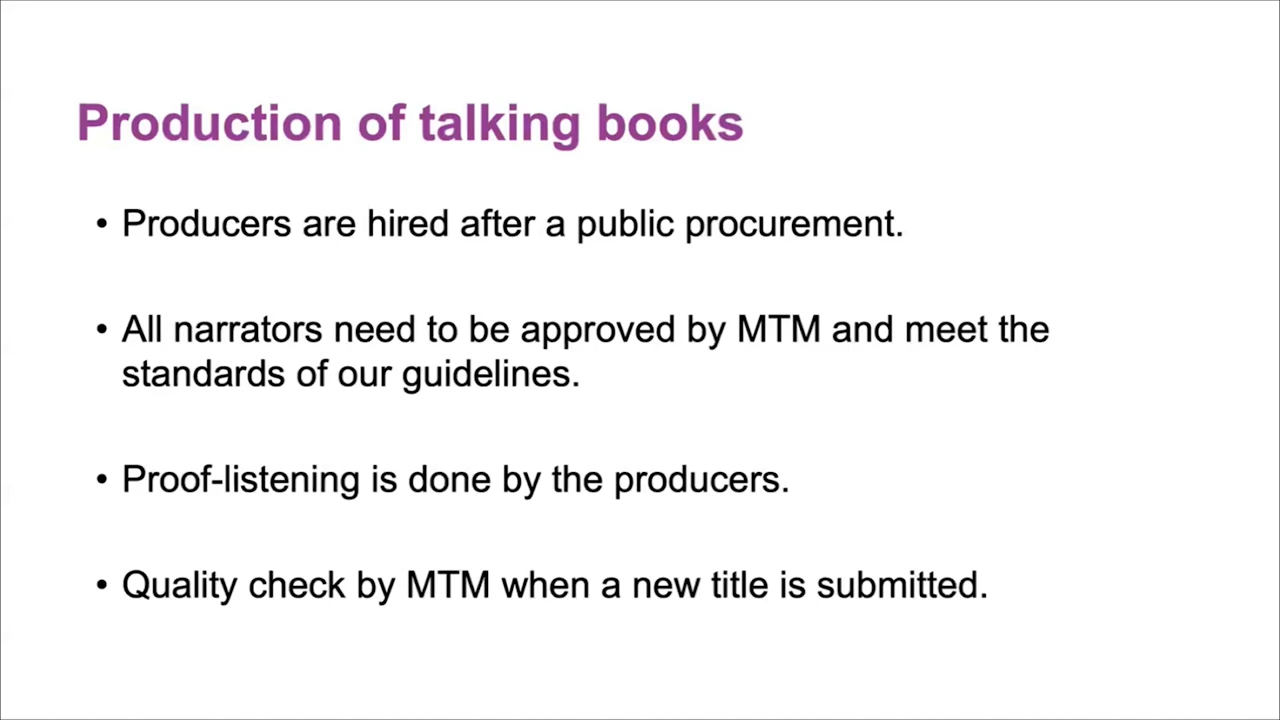 Production of talking books
• Producers are hired after a public procurement.
• All narrators need to be approved by MTM and meet the
standards of our guidelines.
• Proof-listening is done by the producers.
• Quality check by MTM when a new title is submitted.